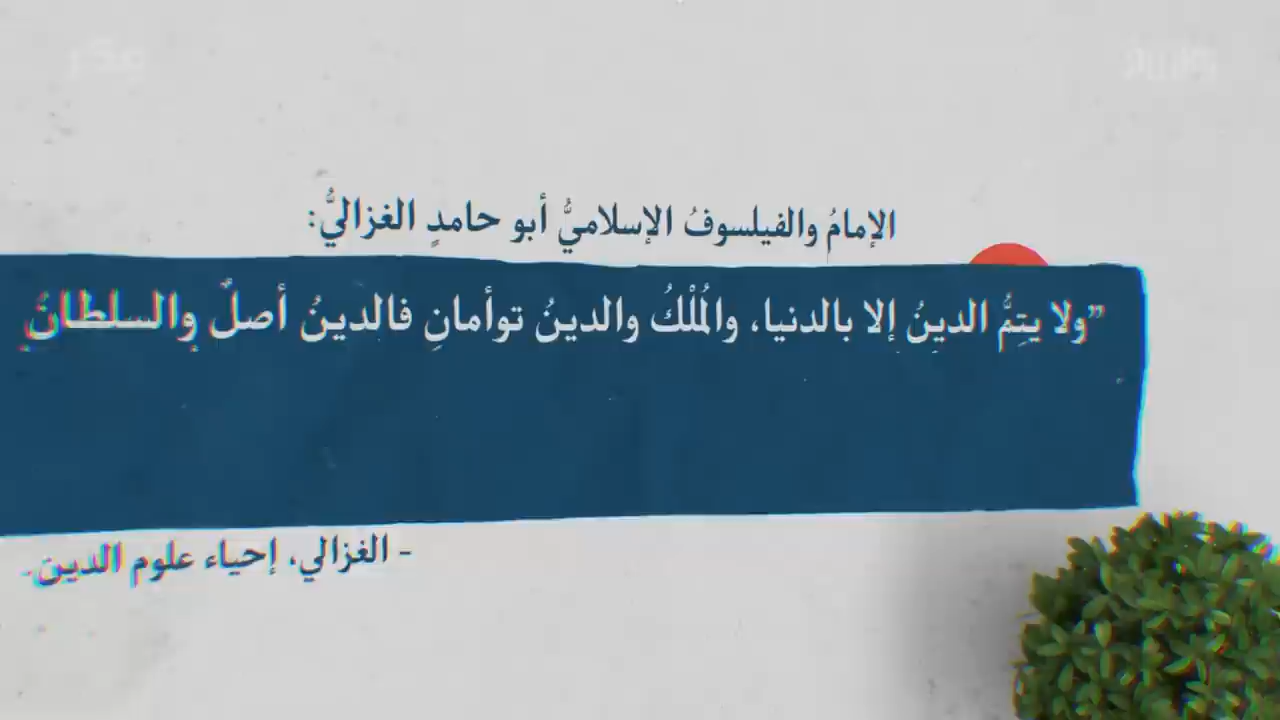 الإمامُ والفيلسوفُ الإسلاميُّ أبو حامدٍ الغزاليُّ:
”ولا يتِمُّ الدينُ إلا بالدنيا، والمُلْكُ والدينُ توأمانِ فالدينُ أصلٌ والسلطانُ
- الغزالي، إحياء علوم الدين.